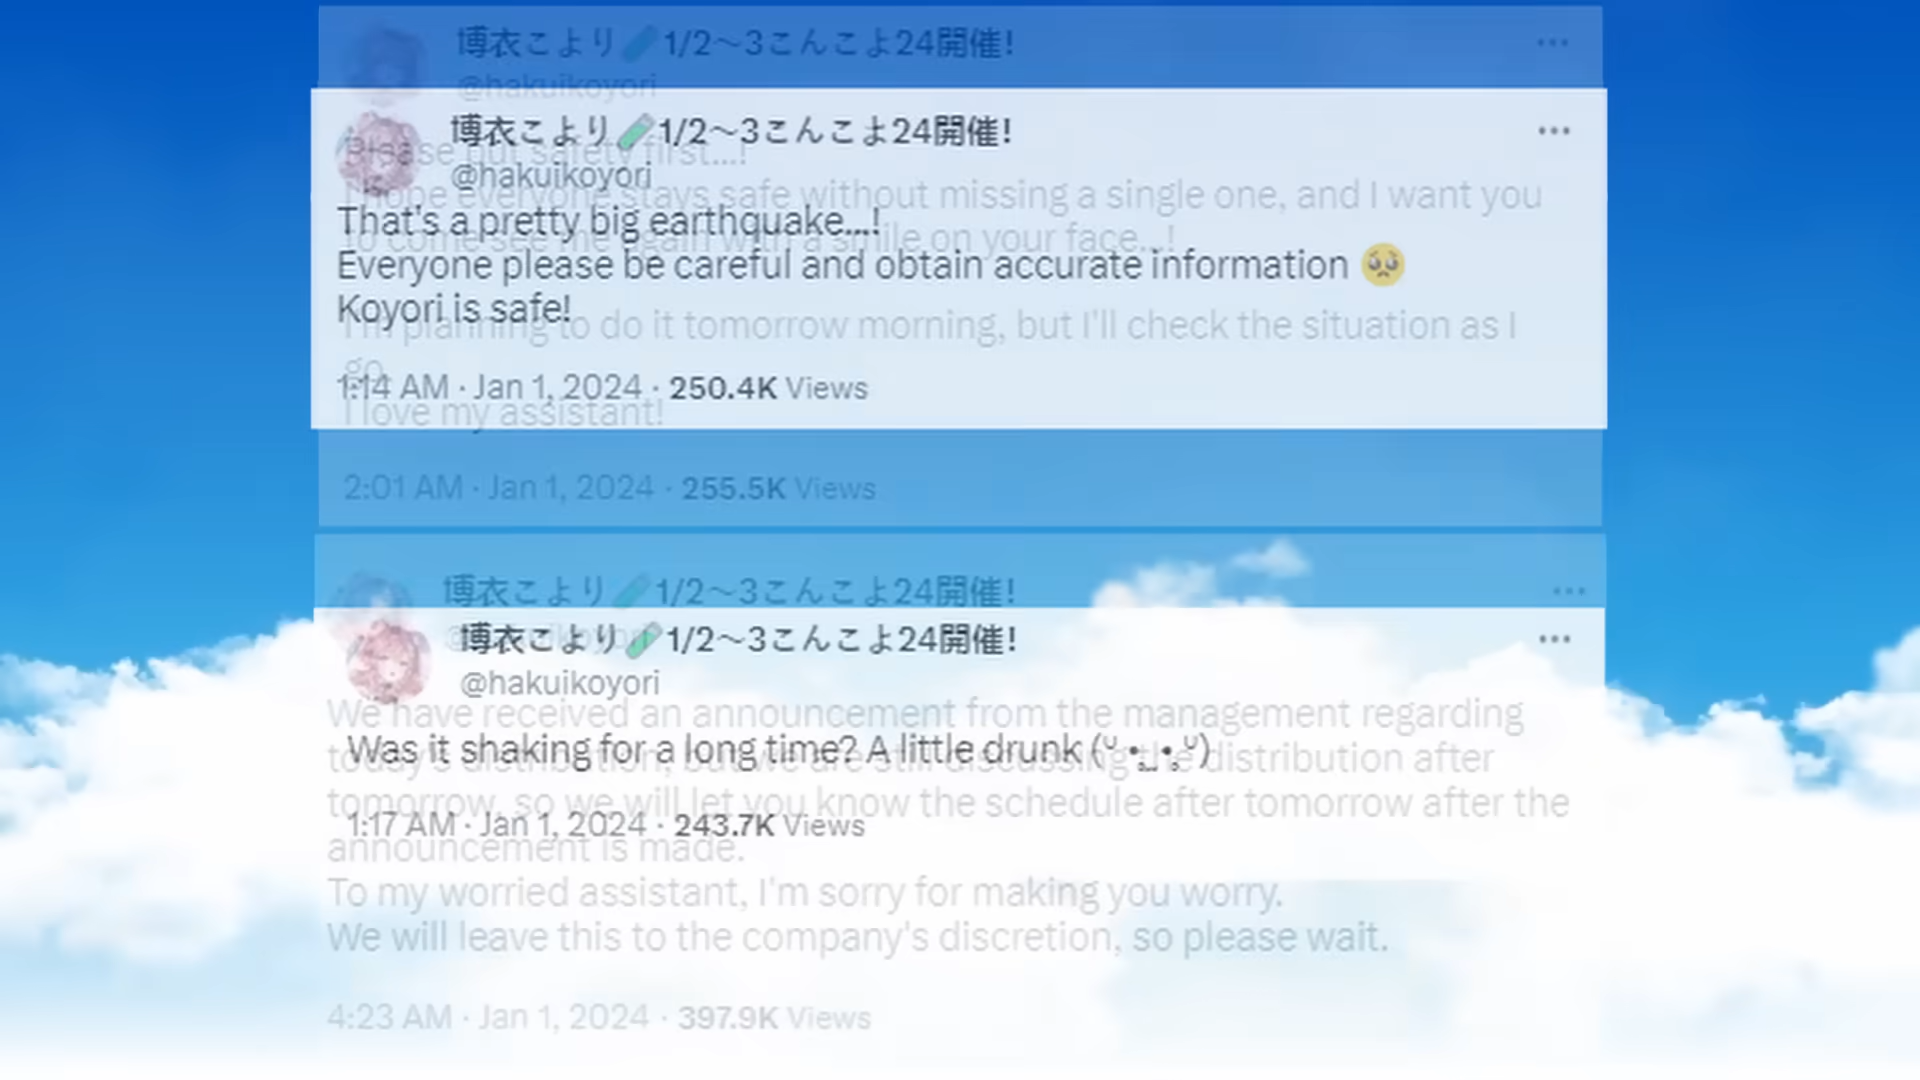 博衣こより🧪1/2～3こんこよ24開催!
@hakuikoyori
Please put safety first...!
I hope everyone stays safe without missing a single one, and I want you
to come see me again with a smile on your face...!
I'm planning to do it tomorrow morning, but I'll check the situation as I
go.
I love my assistant!
2:01 AM · Jan 1, 2024 · 255.5K Views
博衣こより🧪1/2～3こんこよ24開催!
@hakuikoyori
That's a pretty big earthquake...!
Everyone please be careful and obtain accurate information 🥺
Koyori is safe!
1:14 AM · Jan 1, 2024 · 250.4K Views
博衣こより🧪1/2～3こんこよ24開催!
We have received an announcement from the management regarding
today's distribution, but we are still discussing the distribution after
tomorrow, so we will let you know the schedule after tomorrow after the
announcement is made.
To my worried assistant, I'm sorry for making you worry.
We will leave this to the company's discretion, so please wait.
4:23 AM · Jan 1, 2024 · 397.9K Views
博衣こより🧪1/2～3こんこよ24開催!
@hakuikoyori
Was it shaking for a long time? A little drunk (ᐡ •̥ ̫ •̥ ᐡ)
1:17 AM · Jan 1, 2024 · 243.7K Views